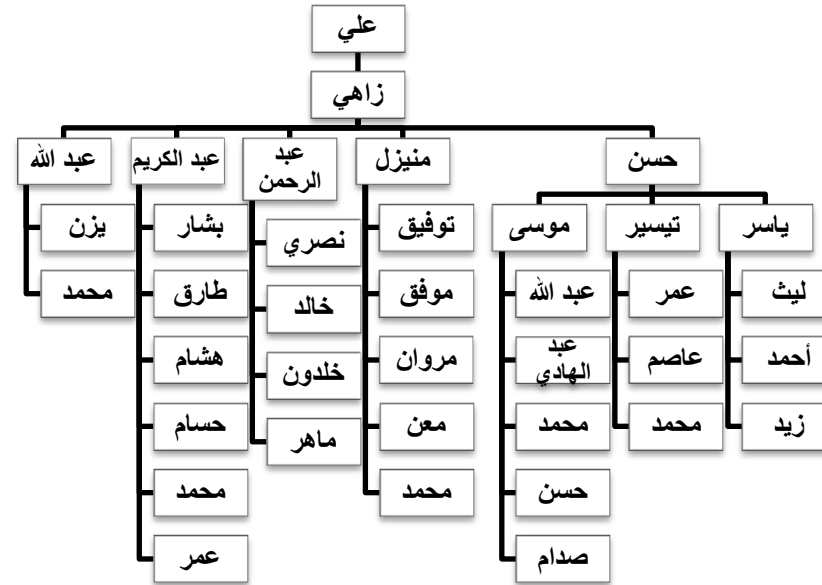 علي
زاهي
حسن
منيزل
عبد
الرحمن
عبد الكريم
عبد الله
ياسر
تيسير
موسى
توفيق
نصري
بشار
يزن
ليث
عمر
عبد الله
موفق
خالد
طارق
محمد
أحمد
عاصم
عبد
الهادي
مروان
خلدون
هشام
زيد
محمد
محمد
معن
ماهر
حسام
حسن
محمد
محمد
صدام
عمر